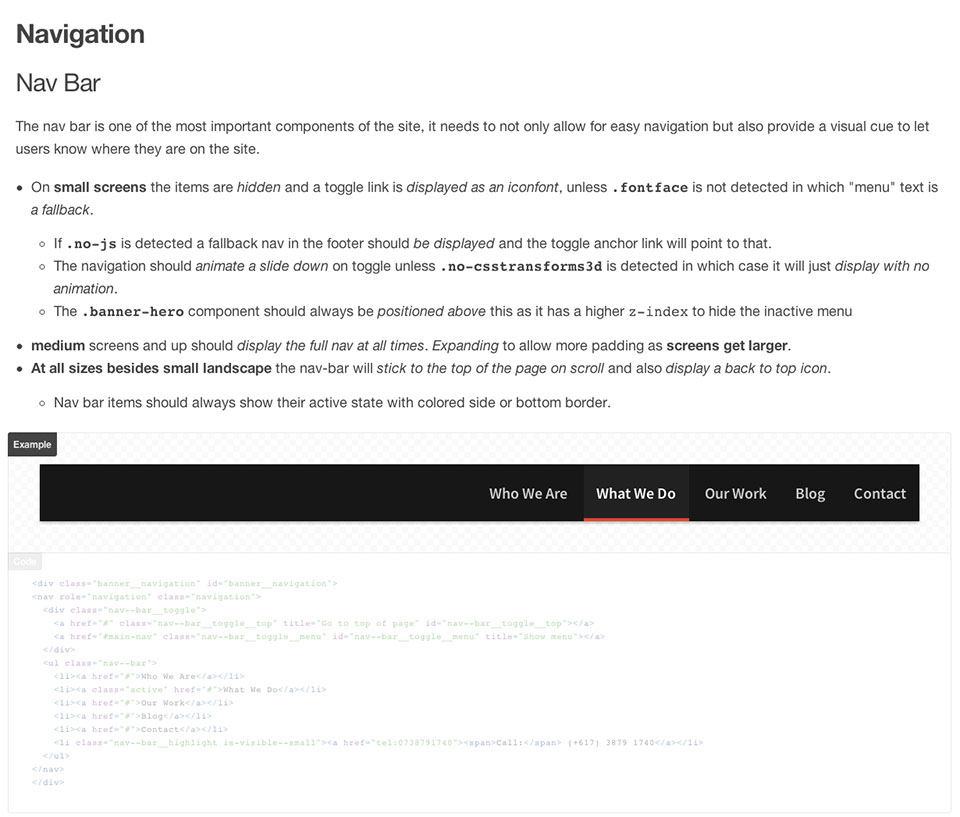 Navigation
Nav Bar
The nav bar is one of the most important components of the site, it needs to not only allow for easy navigation but also provide a visual cue to let
users know where they are on the site.
On small screens the items are hidden and a toggle link is displayed as an iconfont, unless .fontface is not detected in which "menu" text is
a fallback.
If .no-js is detected a fallback nav in the footer should be displayed and the toggle anchor link will point to that.
The navigation should animate a slide down on toggle unless .no-csstransforms3d is detected in which case it will just display with no
animation.
The .banner-hero component should always be positioned above this as it has a higher z-index to hide the inactive menu
medium screens and up should display the full nav at all times. Expanding to allow more padding as screens get larger.
At all sizes besides small landscape the nav-bar will stick to the top of the page on scroll and also display a back to top icon.
Nav bar items should always show their active state with colored side or bottom border.
Example
Who We Are What We Do Our Work Blog Contact
Code
<div class="banner__navigation" id="banner__navigation">
<nav role="navigation" class="navigation">
<div class="nav--bar__toggle">
<a href="#" class="nav--bar__toggle__top" title="Go to top of page" id="nav--bar__toggle__top"></a>
<a href="#main-nav" class="nav--bar__toggle__menu" id="nav--bar__toggle__menu" title="Show menu"></a>
</div>
<ul class="nav--bar">
<li><a href="#">Who We Are</a></li>
<li><a class="active" href="#">What We Do</a></li>
<li><a href="#">Our Work</a></li>
<li><a href="#">Blog</a></li>
<li><a href="#">Contact</a></li>
<li class="nav--bar__highlight is-visible--small"><a href="tel:0738791740"><span>Call:</span> (+617) 3879 1740</a></li>
</ul>
</nav>
</div>